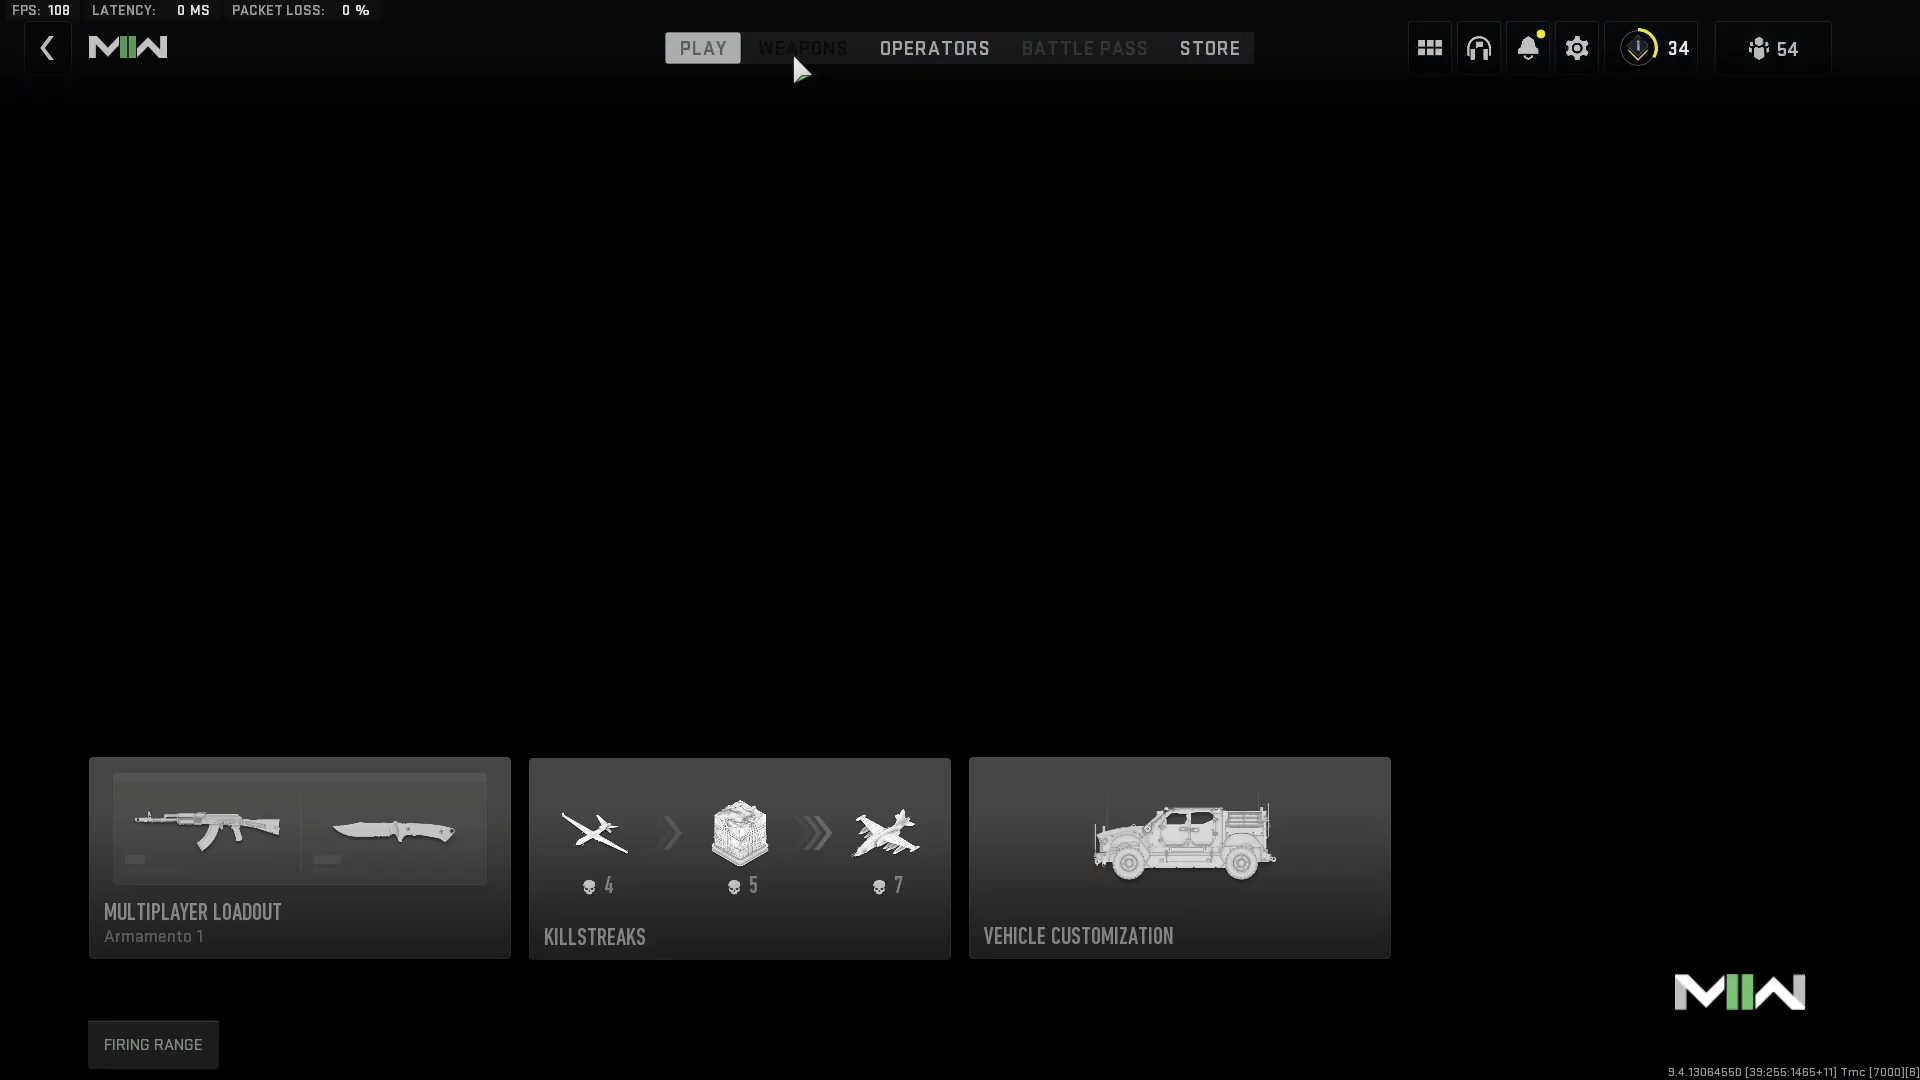 FPS: 108 LATENCY: 0 MS PACKET LOSS: 0 %
MIIW PLAY WEAPONS OPERATORS BATTLE PASS STORE 34 54
4 5 7
MULTIPLAYER LOADOUT
Armamento 1
KILLSTREAKS
VEHICLE CUSTOMIZATION
MIIW
FIRING RANGE
9.4.13064550 [39:255:1465+11] Tmc [7000][8]